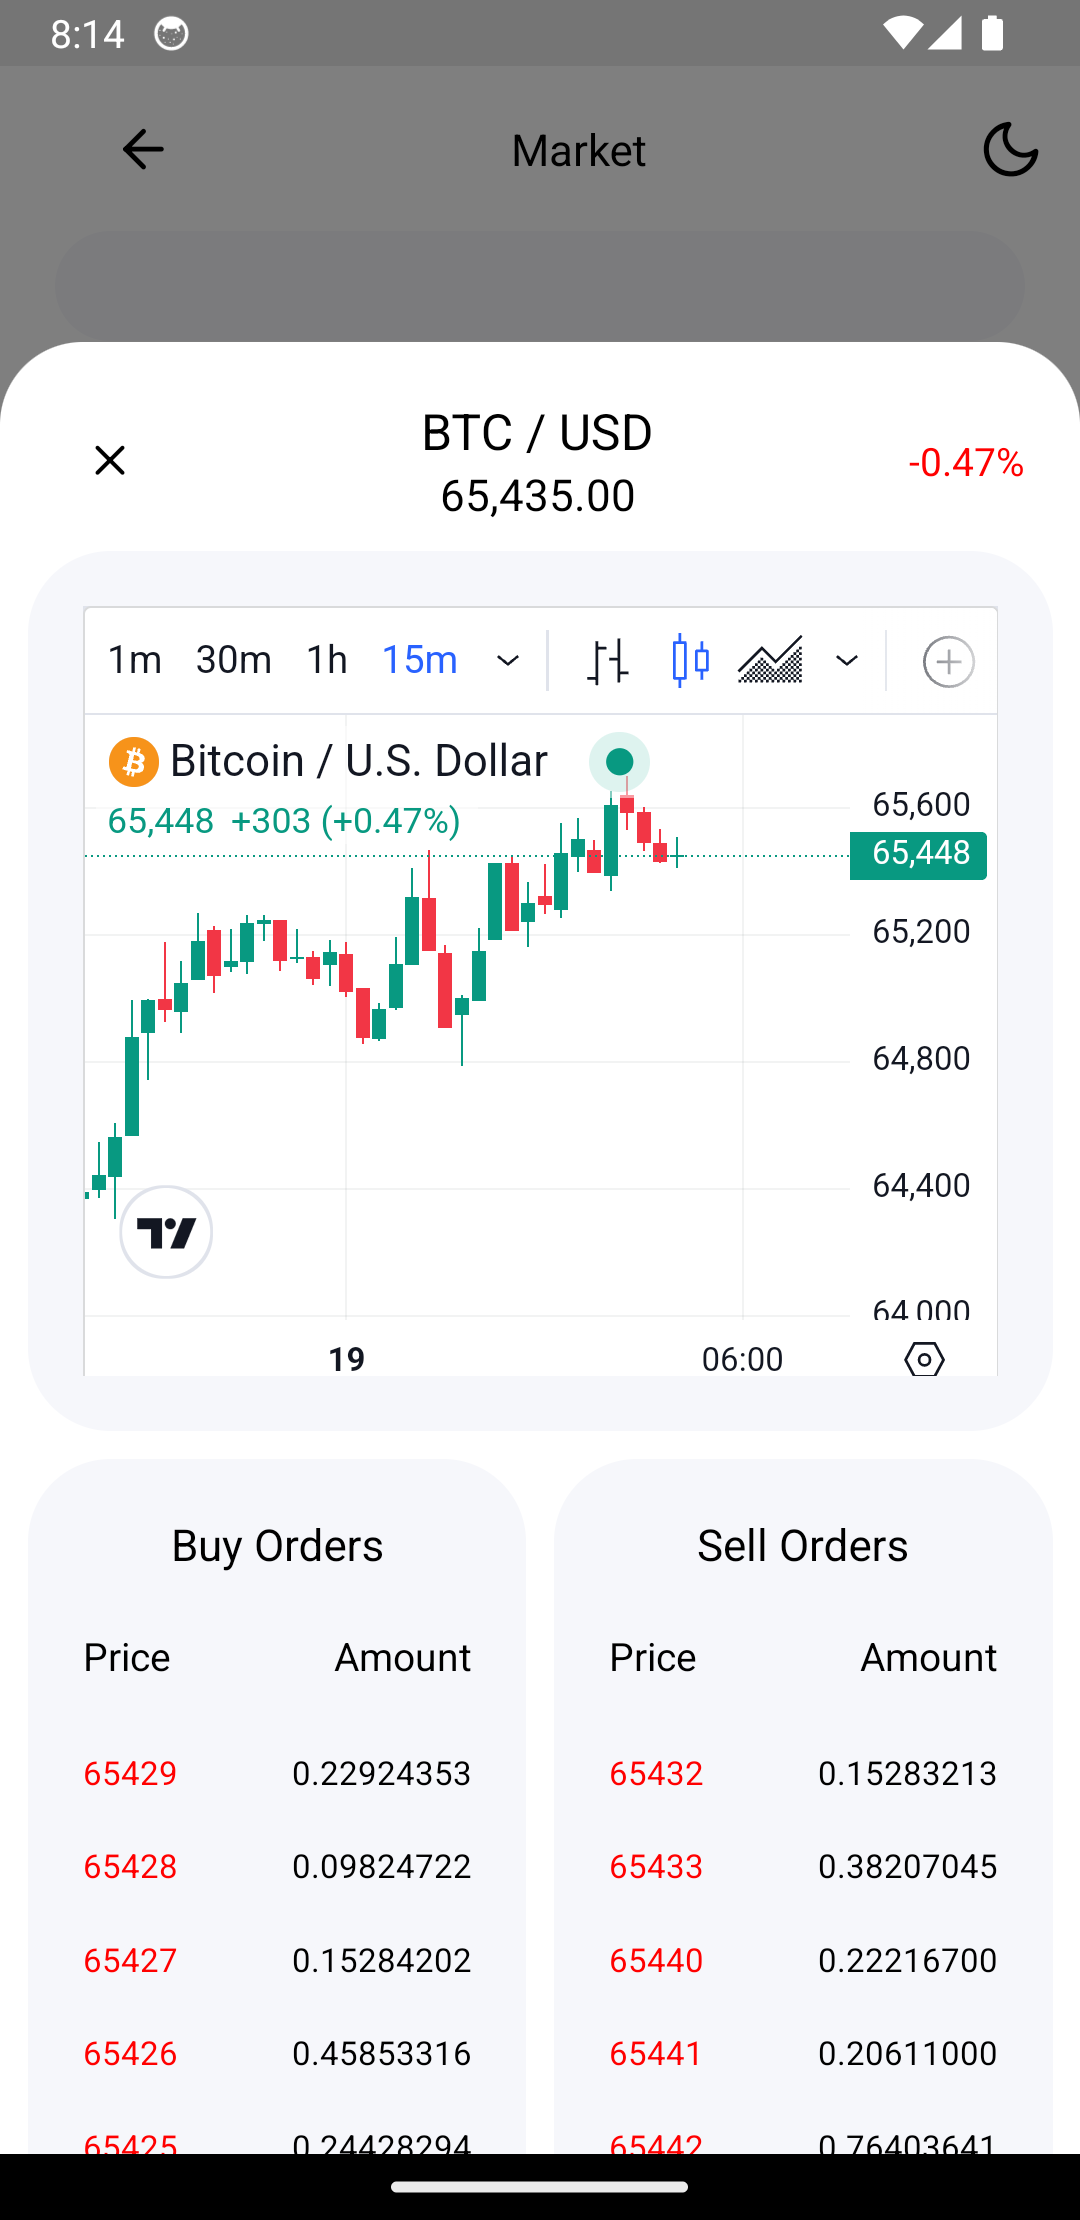 8:14
Market
BTC / USD
65,435.00
-0.47%
1m 30m 1h 15m
Bitcoin / U.S. Dollar
65,448 +303 (+0.47%)
65,600
65,448
65,200
64,800
64,400
64,000
19 06:00
Buy Orders
Price Amount
65429 0.22924353
65428 0.09824722
65427 0.15284202
65426 0.45853316
65425 0.24428294
Sell Orders
Price Amount
65432 0.15283213
65433 0.38207045
65440 0.22216700
65441 0.20611000
65442 0.76403641